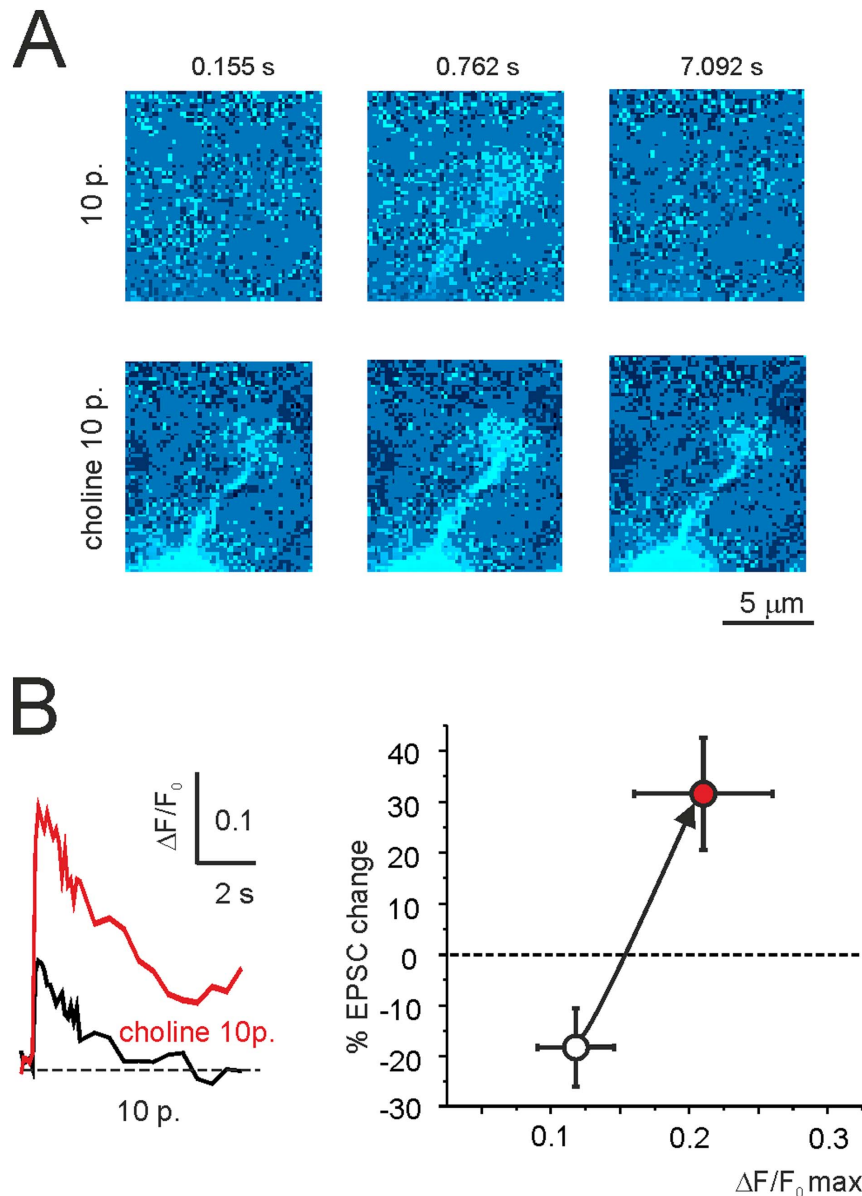 A
0.155 s 0.762 s 7.092 s
10 p.
choline 10 p.
5 μm
B
ΔF/F₀
0.1
2 s
choline 10p.
10 p.
% EPSC change
40
30
20
10
0
-10
-20
-30
0.1 0.2 0.3
ΔF/F₀ max